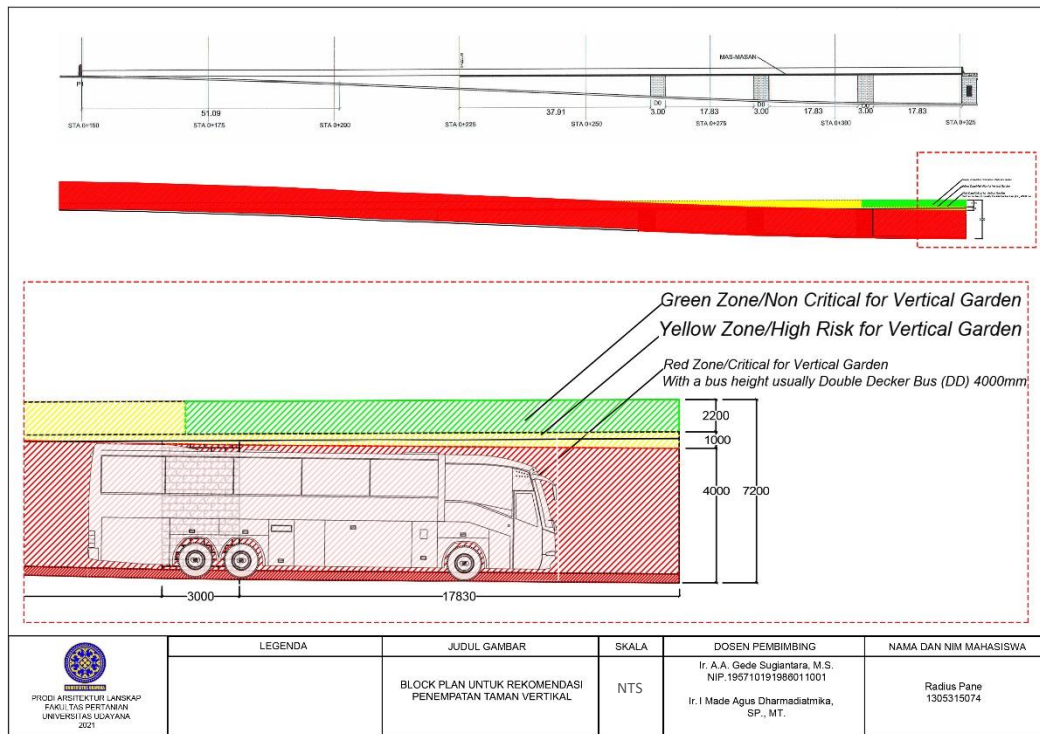 MAS-MASAN
51.09
37.91
3.00
17.83
3.00
17.83
3.00
17.83
STA 0+150
STA 0+175
STA 0+200
STA 0+225
STA 0+250
STA 0+275
STA 0+300
STA 0+325
Green Zone/Non Critical for Vertical Garden
Yellow Zone/High Risk for Vertical Garden
Red Zone/Critical for Vertical Garden
With a bus height usually Double Decker Bus (DD) 4000mm
2200
1000
4000
7200
3000
17830
PRODI ARSITEKTUR LANSKAP
FAKULTAS PERTANIAN
UNIVERSITAS UDAYANA
2021
LEGENDA
JUDUL GAMBAR
BLOCK PLAN UNTUK REKOMENDASI
PENEMPATAN TAMAN VERTIKAL
SKALA
NTS
DOSEN PEMBIMBING
Ir. A.A. Gede Sugiantara, M.S.
NIP.195710191986011001
Ir. I Made Agus Dharmadiatmika,
SP., MT.
NAMA DAN NIM MAHASISWA
Radius Pane
1305315074